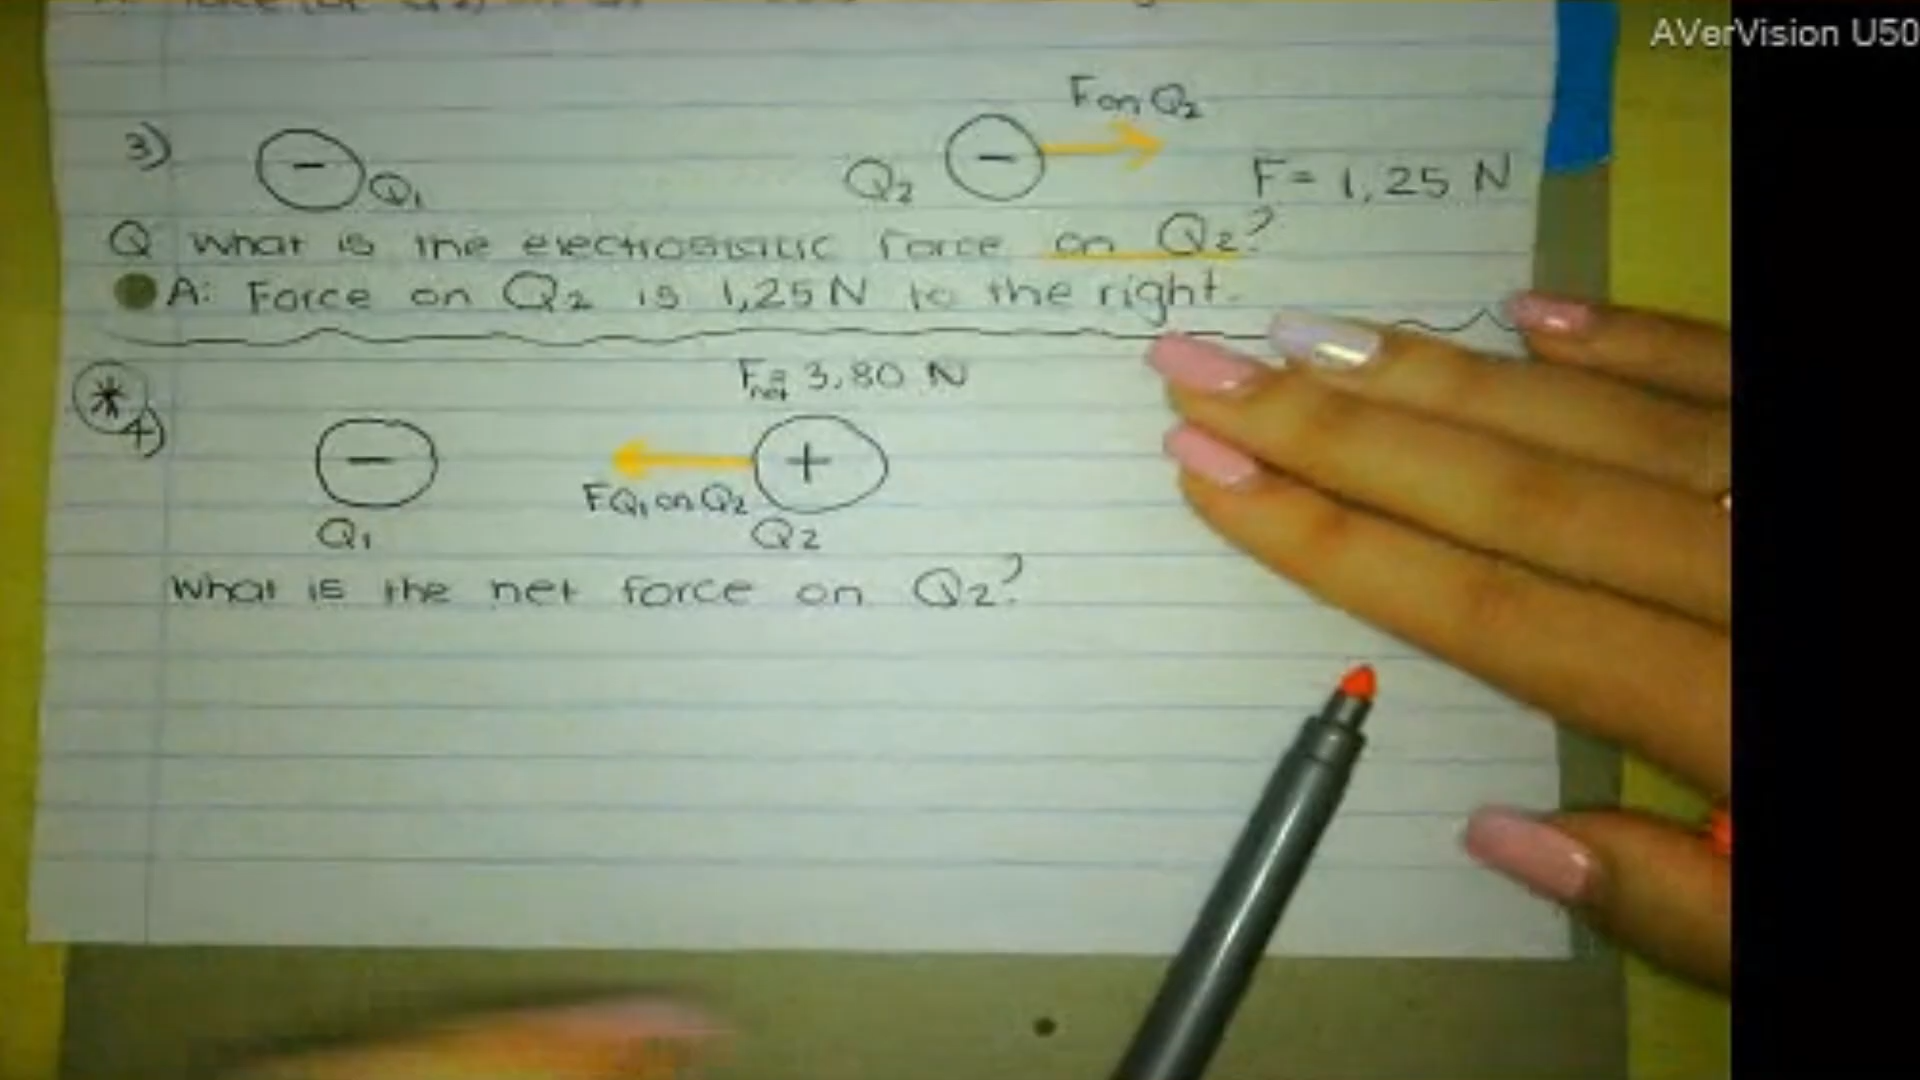 AVerVision U50
F on Q2
3)
- Q1
Q2 -
F = 1,25 N
Q What is the electrostatic force on Q2?
A: Force on Q2 is 1,25N to the right.
Fnet = 3,80 N
* 4)
- +
FQ1 on Q2
Q1 Q2
What is the net force on Q2?